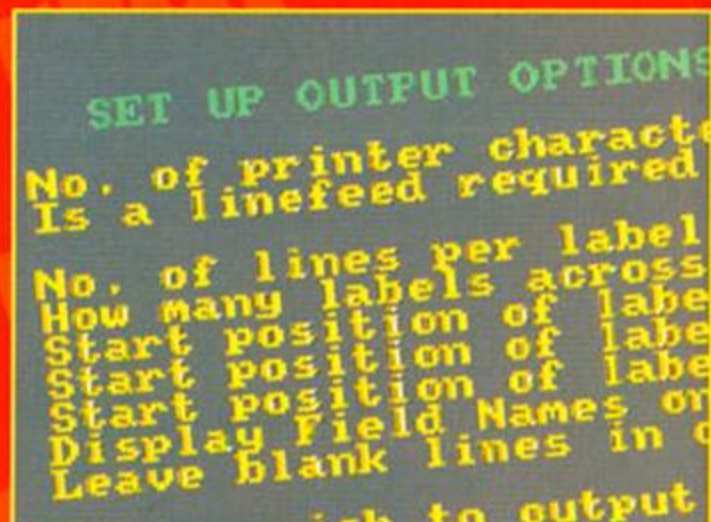 SET UP OUTPUT OPTIONS
No. of printer characte
Is a linefeed required
No. of lines per label
How many labels across
Start position of labe
Start position of labe
Start position of labe
Display Field Names on
Leave blank lines in
to output